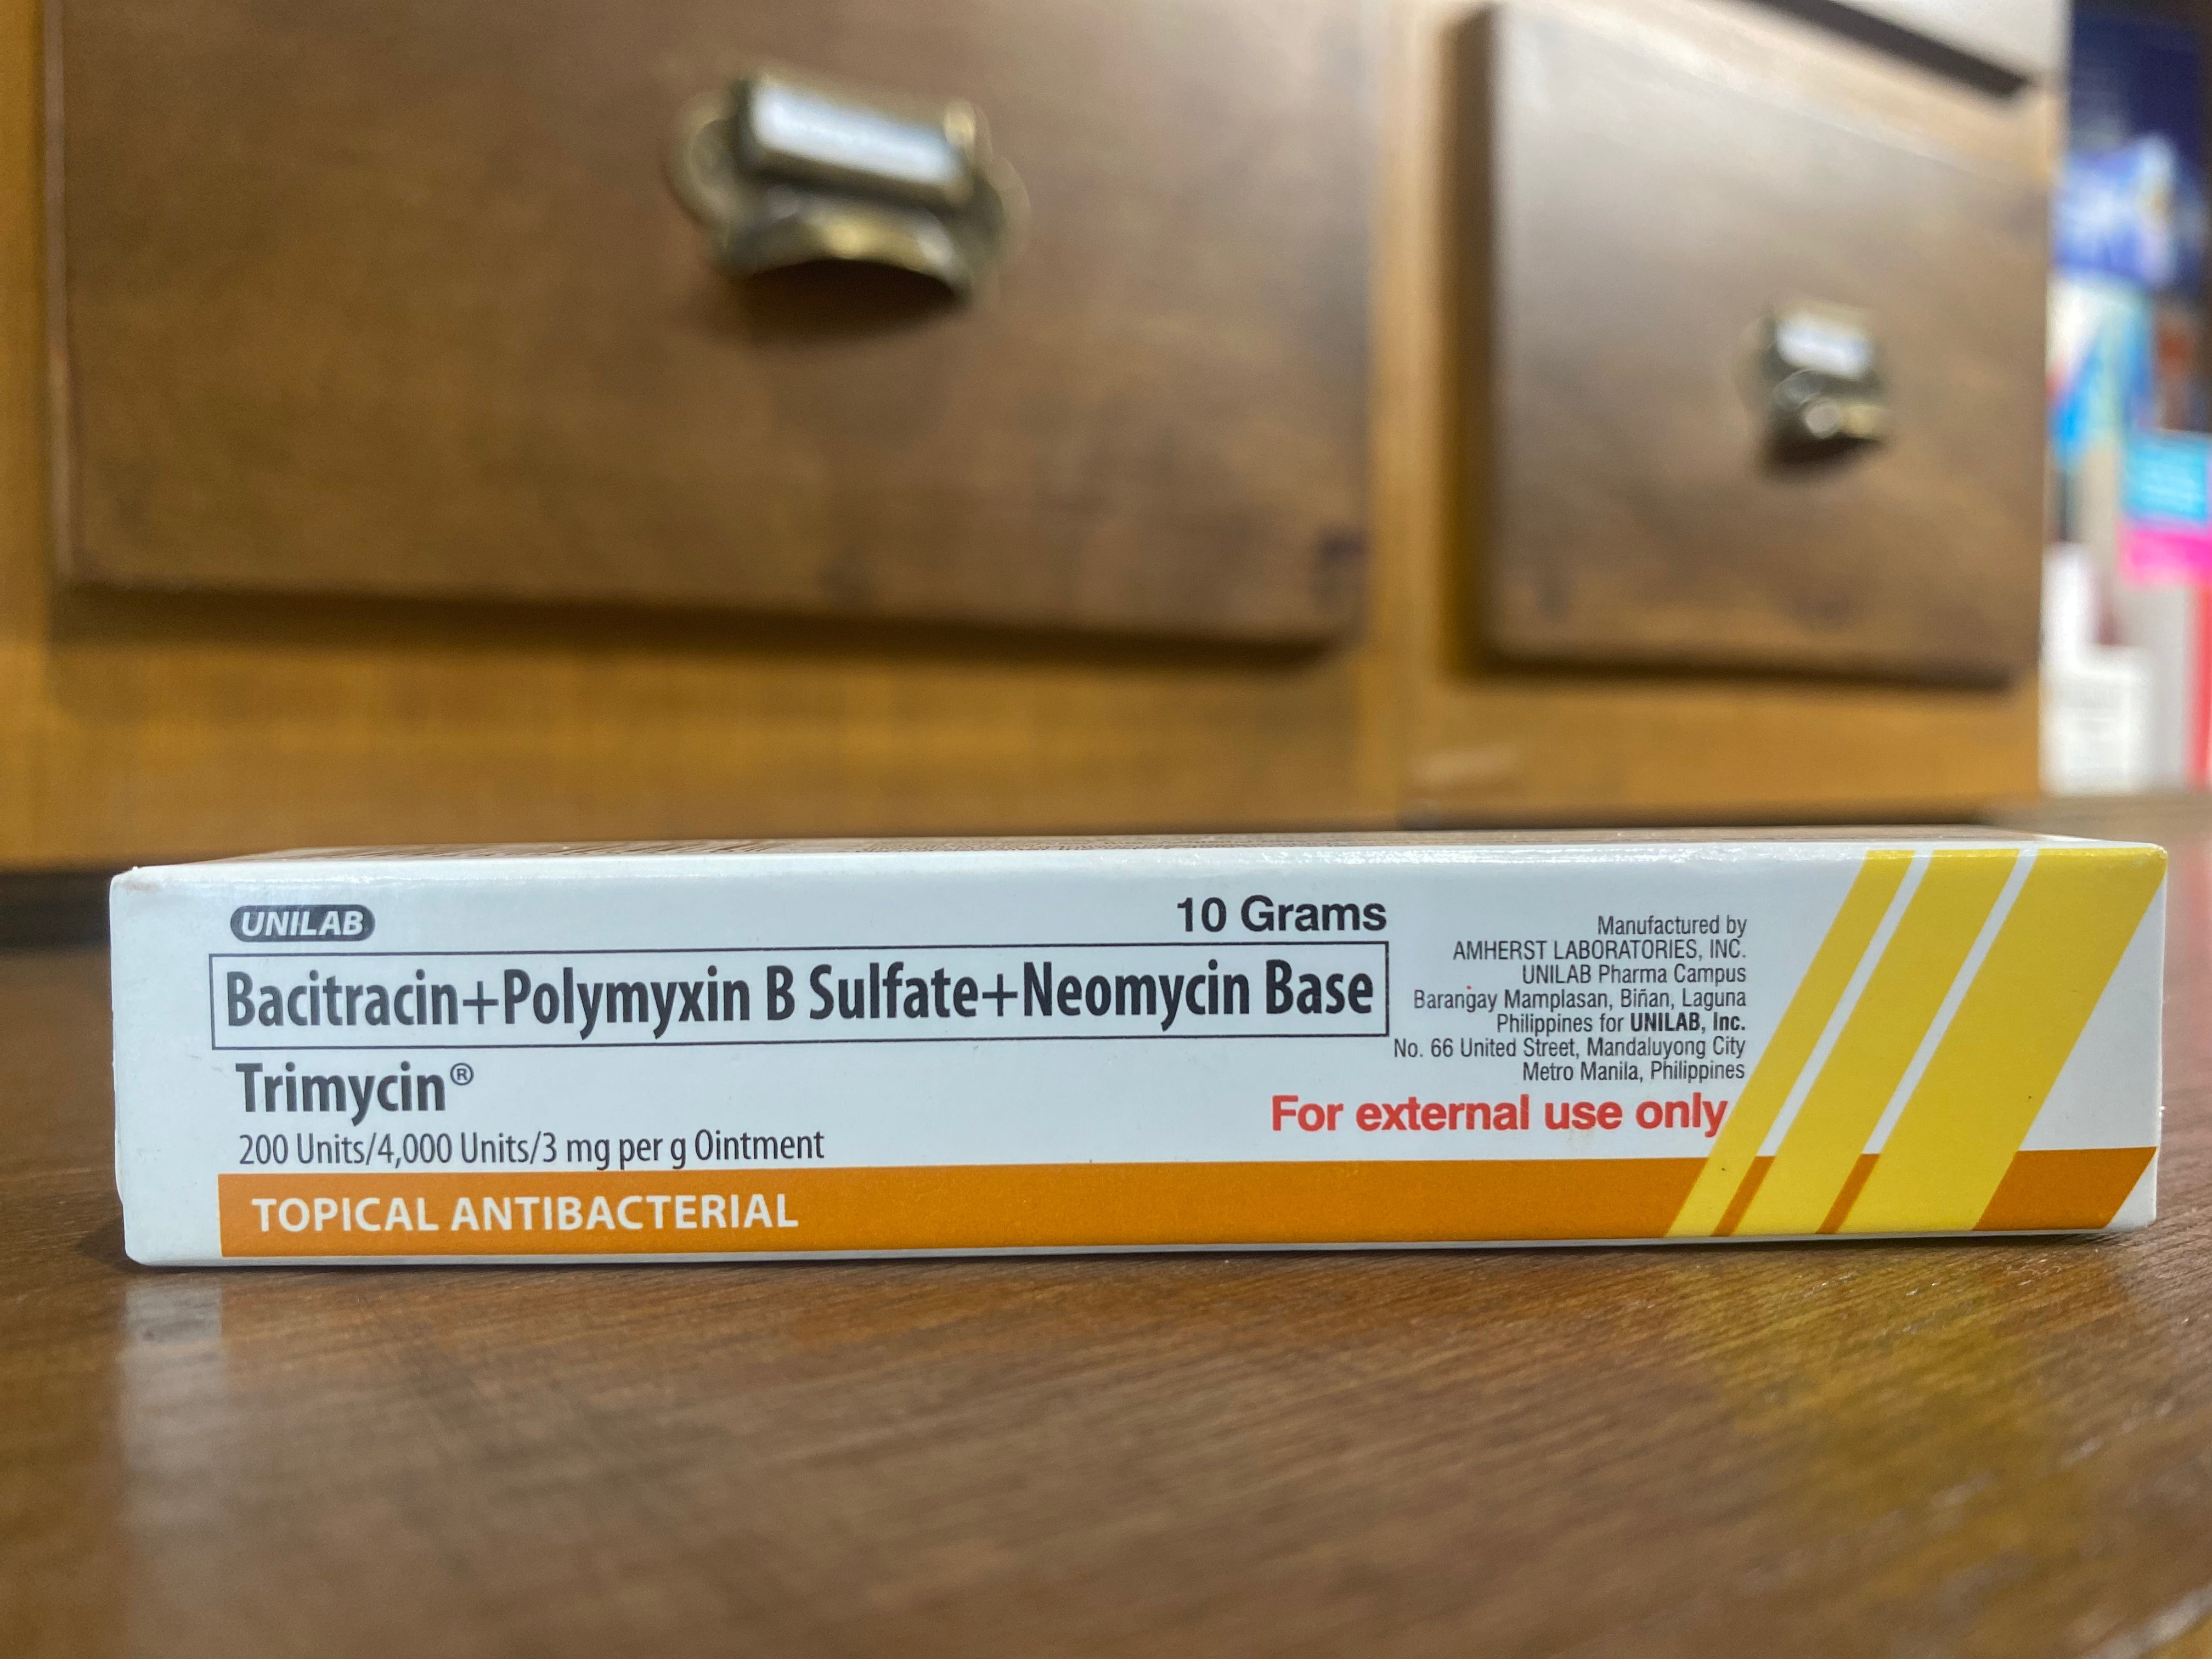 UNILAB
10 Grams
Bacitracin+Polymyxin B Sulfate+Neomycin Base
Trimycin®
200 Units/4,000 Units/3 mg per g Ointment
TOPICAL ANTIBACTERIAL
Manufactured by
AMHERST LABORATORIES, INC.
UNILAB Pharma Campus
Barangay Mamplasan, Biñan, Laguna
Philippines for UNILAB, Inc.
No. 66 United Street, Mandaluyong City
Metro Manila, Philippines
For external use only